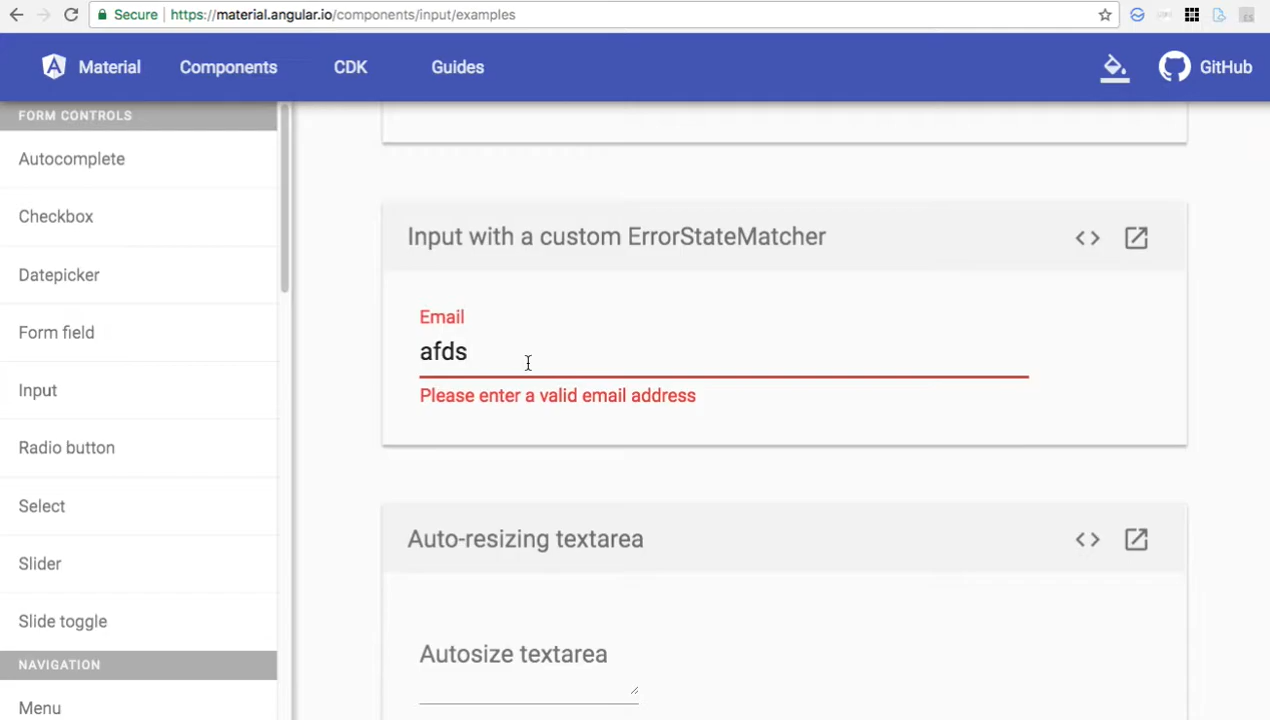 Secure https://material.angular.io/components/input/examples
Material Components CDK Guides GitHub
FORM CONTROLS
Autocomplete
Checkbox
Datepicker
Form field
Input
Radio button
Select
Slider
Slide toggle
NAVIGATION
Menu
Input with a custom ErrorStateMatcher
Email
afds
Please enter a valid email address
Auto-resizing textarea
Autosize textarea